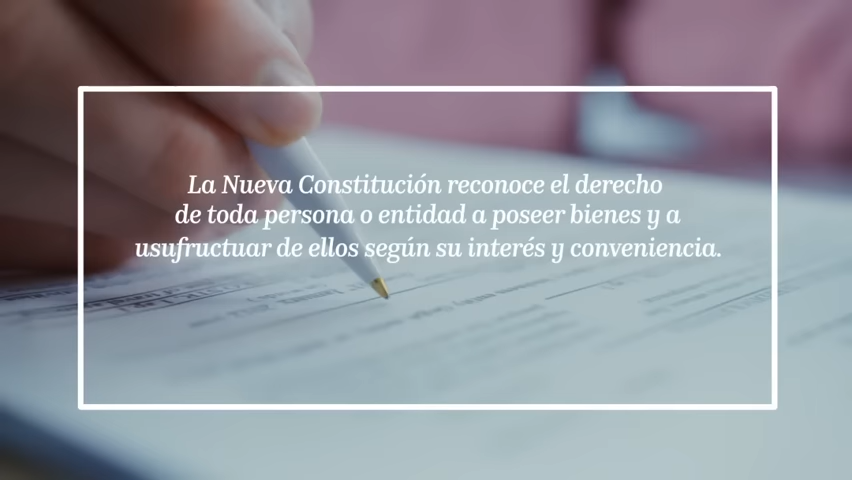 La Nueva Constitución reconoce el derecho
de toda persona o entidad a poseer bienes y a
usufructuar de ellos según su interés y conveniencia.